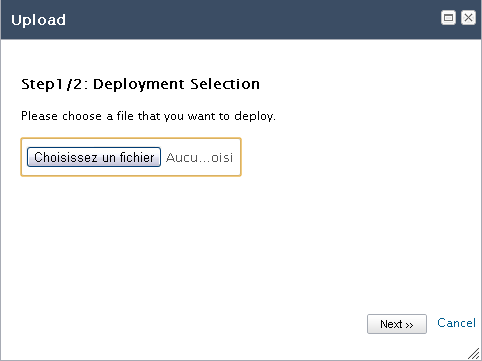 Upload
Step1/2: Deployment Selection
Please choose a file that you want to deploy.
Choisissez un fichier Aucu...oisi
Next ›› Cancel